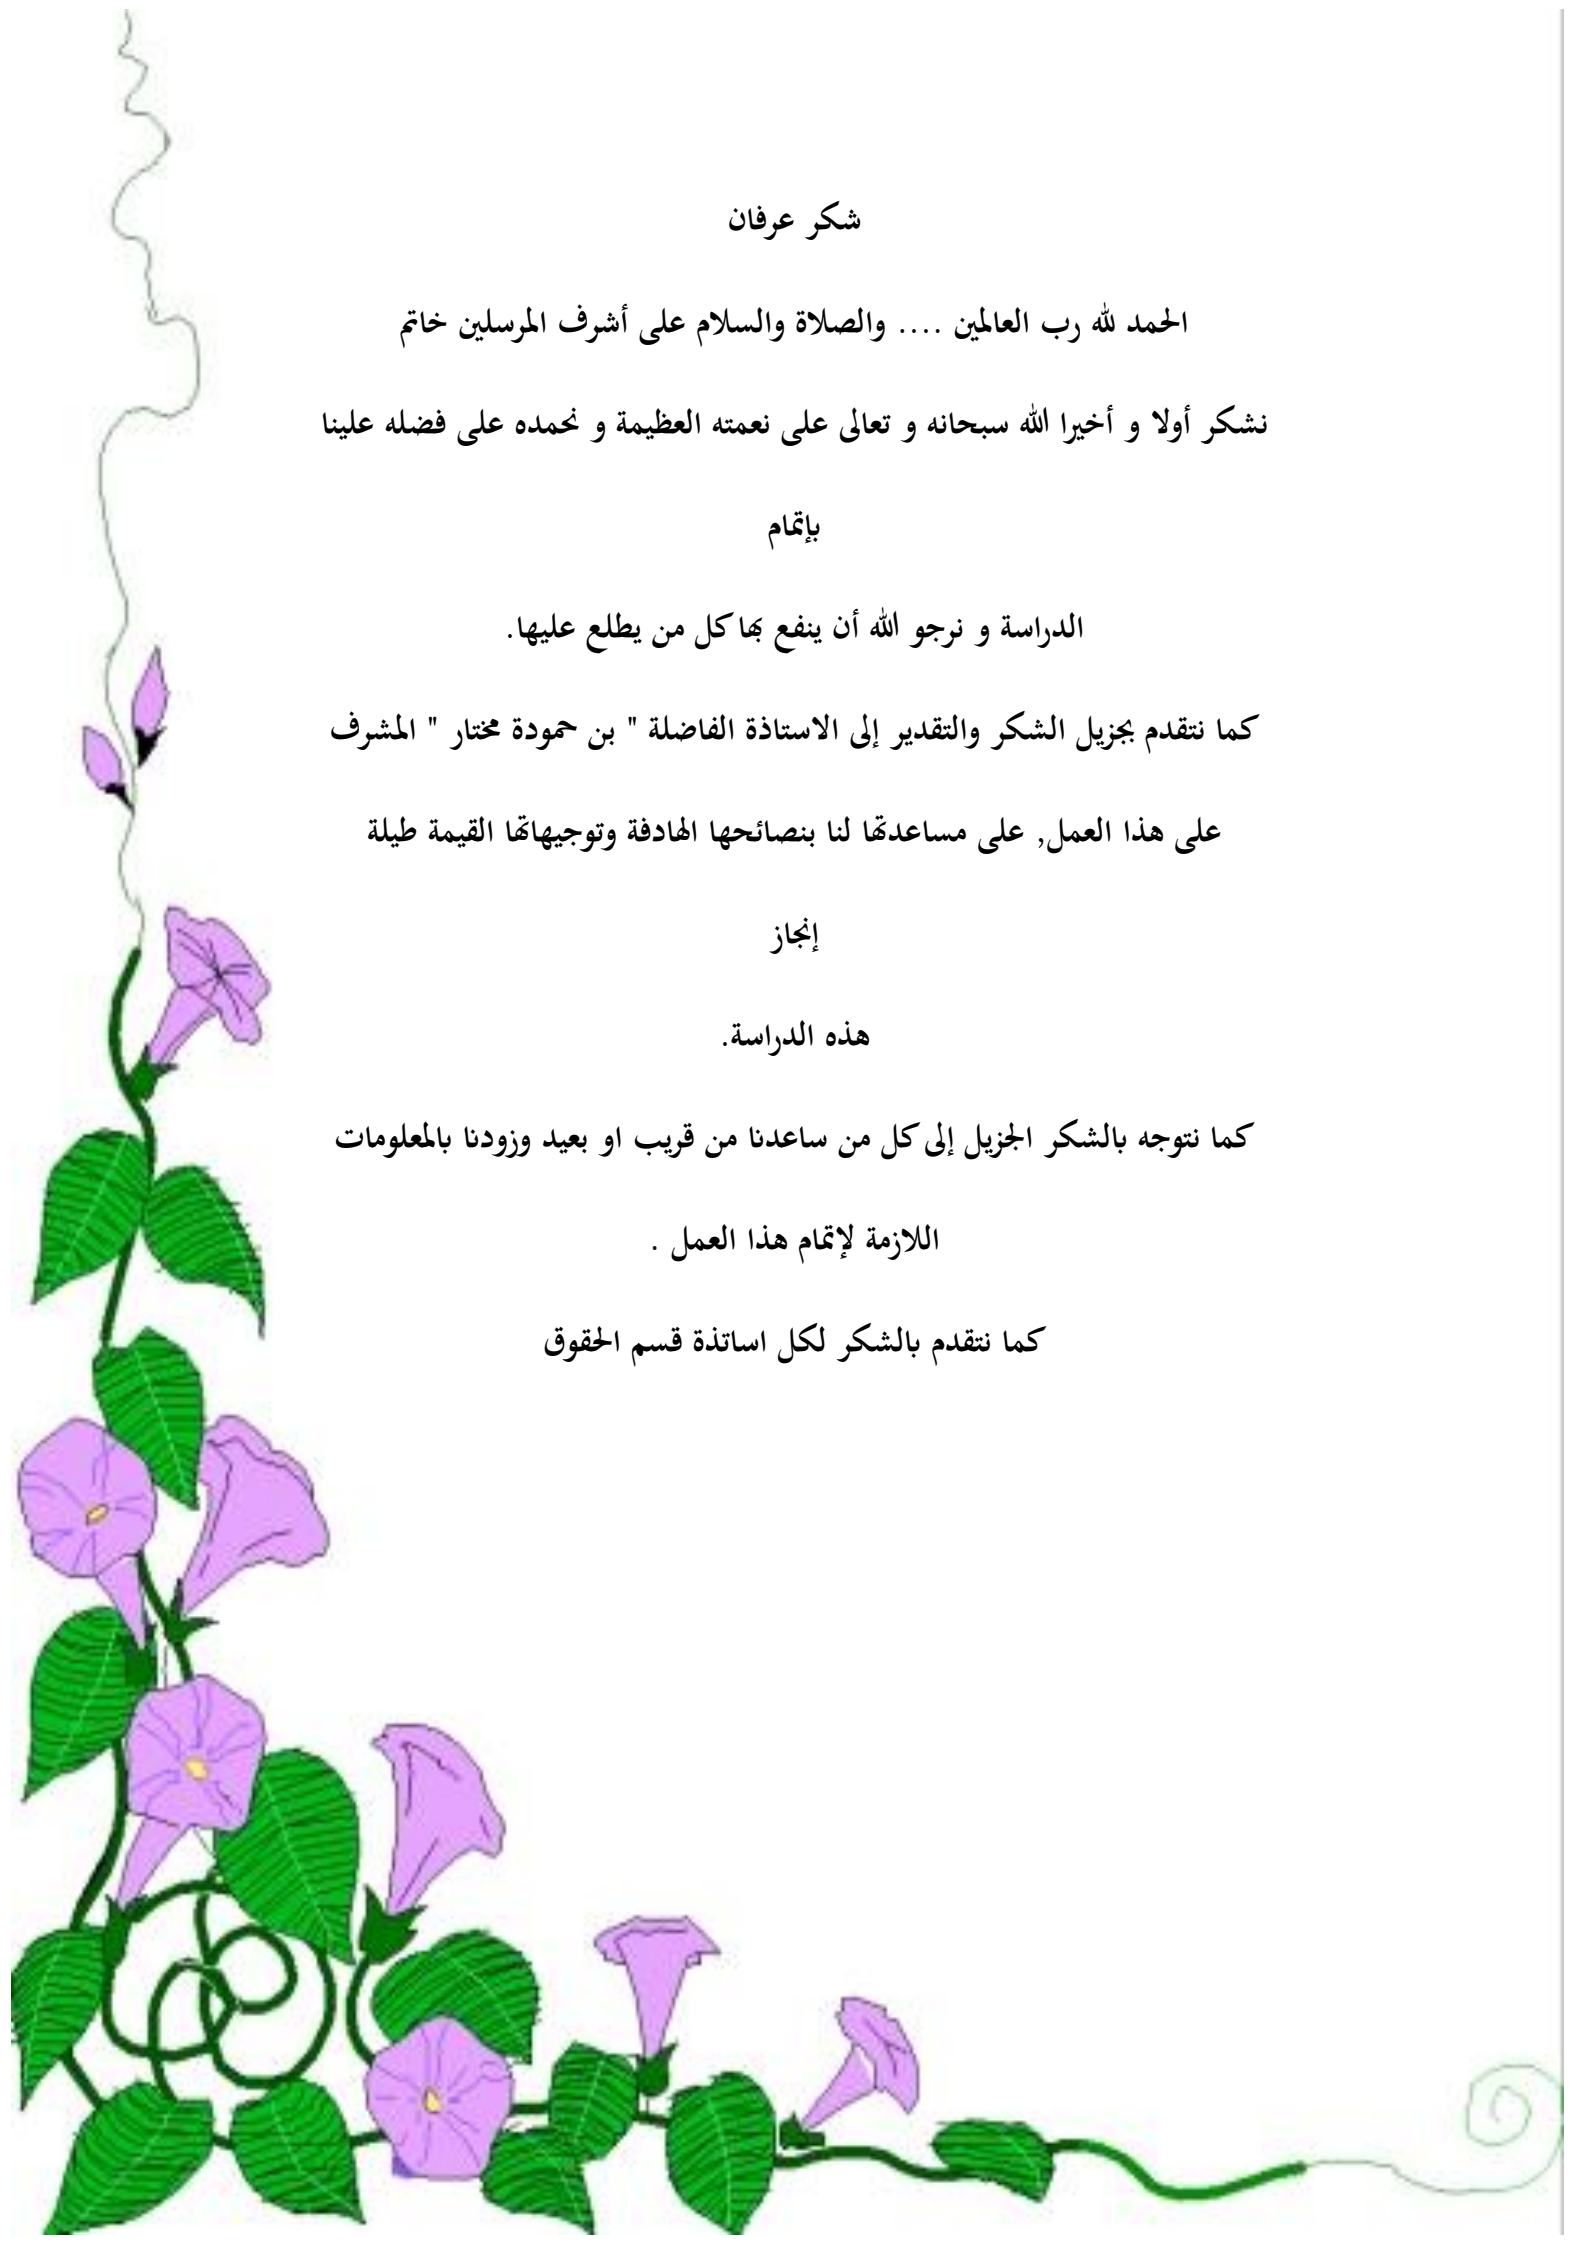 شكر عرفان
الحمد لله رب العالمين .... والصلاة والسلام على أشرف المرسلين خاتم
نشكر أولا و أخيرا الله سبحانه و تعالى على نعمته العظيمة و نحمده على فضله علينا
بإتمام
الدراسة و نرجو الله أن ينفع بها كل من يطلع عليها.
كما نتقدم بجزيل الشكر والتقدير إلى الاستاذة الفاضلة " بن حمودة مختار " المشرف
على هذا العمل, على مساعدتها لنا بنصائحها الهادفة وتوجيهاتها القيمة طيلة
إنجاز
هذه الدراسة.
كما نتوجه بالشكر الجزيل إلى كل من ساعدنا من قريب او بعيد وزودنا بالمعلومات
اللازمة لإتمام هذا العمل .
كما نتقدم بالشكر لكل اساتذة قسم الحقوق